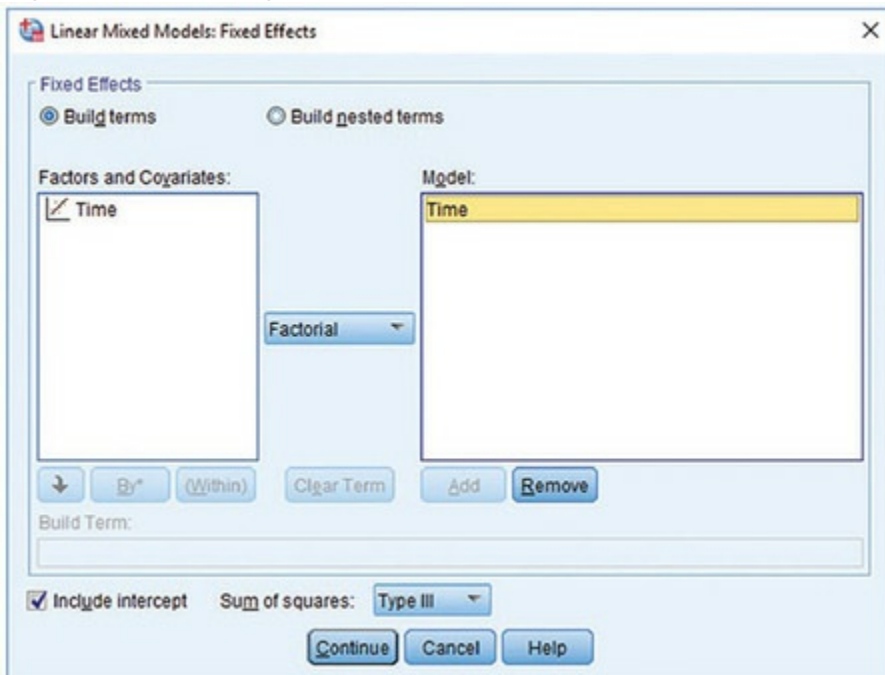 Linear Mixed Models: Fixed Effects
Fixed Effects
Build terms
Build nested terms
Factors and Covariates:
Model:
Time
Time
Factorial
By*
(Within)
Clear Term
Add
Remove
Build Term:
Include intercept
Sum of squares:
Type III
Continue
Cancel
Help